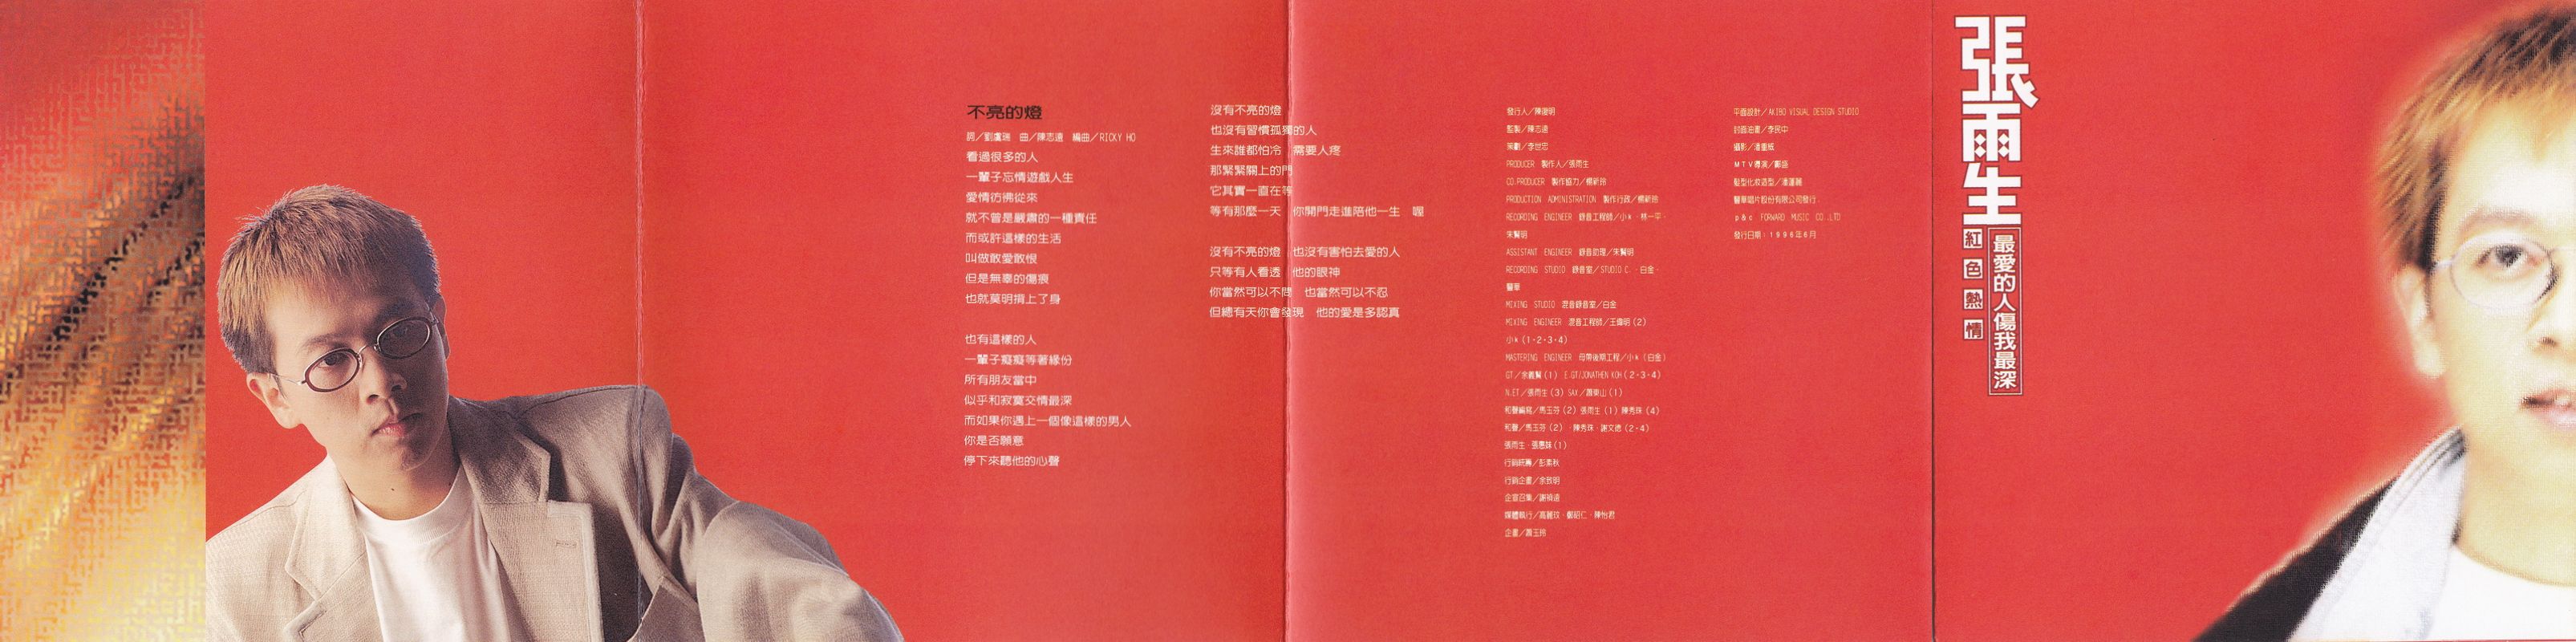 不亮的燈
詞／劉虞瑞　曲／陳志遠　編曲／RICKY HO
看過很多的人
一輩子忘情遊戲人生
愛情彷彿從來
就不曾是嚴肅的一種責任
而或許這樣的生活
叫做敢愛敢恨
但是無辜的傷痕
也就莫明揹上了身
也有這樣的人
一輩子癡癡等著緣份
所有朋友當中
似乎和寂寞交情最深
而如果你遇上一個像這樣的男人
你是否願意
停下來聽他的心聲
沒有不亮的燈
也沒有習慣孤獨的人
生來誰都怕冷　需要人疼
那緊緊關上的門
它其實一直在等
等有那麼一天　你開門走進陪他一生　喔
沒有不亮的燈　也沒有害怕去愛的人
只等有人看透　他的眼神
你當然可以不問　也當然可以不忍
但總有天你會發現　他的愛是多認真
發行人／陳復明
監製／陳志遠
策劃／李世忠
PRODUCER　製作人／張雨生
CO.PRODUCER　製作協力／楊新玲
PRODUCTION ADMINISTRATION　製作行政／楊新玲
RECORDING ENGINEER　錄音工程師／小k・林一平・
朱賢明
ASSISTANT ENGINEER　錄音助理／朱賢明
RECORDING STUDIO　錄音室／STUDIO C.・白金・
豐華
MIXING STUDIO　混音錄音室／白金
MIXING ENGINEER　混音工程師／王偉明(2)
小k(1-2-3-4)
MASTERING ENGINEER　母帶後期工程／小k（白金）
GT／余義賢(1) E.GT/JONATHEN KOH(2-3-4)
N.ET／張雨生(3) SAX／蕭東山(1)
和聲編寫／馬玉芬(2) 張雨生(1) 陳秀珠(4)
和聲／馬玉芬(2)・陳秀珠・謝文德(2-4)
張雨生・張惠妹(1)
行銷統籌／彭素秋
行銷企畫／余致明
企宣召集／謝禎遠
媒體執行／高麗玟・鄭昭仁・陳怡君
企畫／蕭玉玲
平面設計／AKIBO VISUAL DESIGN STUDIO
封面油畫／李民中
攝影／潘重威
MTV導演／鄺盛
髮型化妝造型／潘麗
豐華唱片股份有限公司發行
p&c FORWARD MUSIC CO.,LTD
發行日期：1996年6月
張雨生
紅色熱情
最愛的人傷我最深